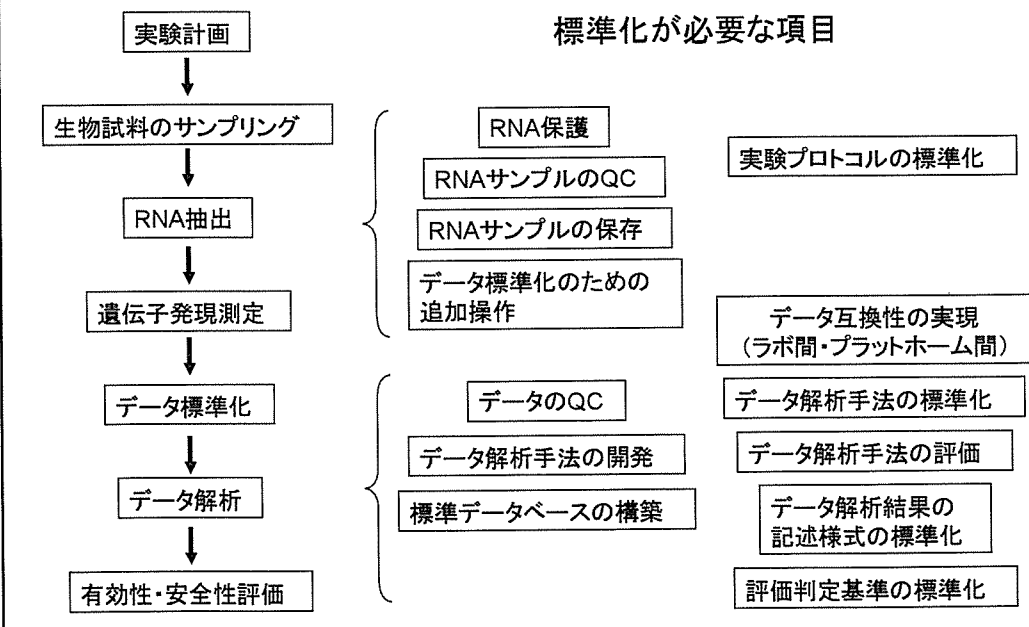 標準化が必要な項目
実験計画
生物試料のサンプリング
RNA抽出
遺伝子発現測定
データ標準化
データ解析
有効性・安全性評価
RNA保護
RNAサンプルのQC
RNAサンプルの保存
データ標準化のための
追加操作
データのQC
データ解析手法の開発
標準データベースの構築
実験プロトコルの標準化
データ互換性の実現
（ラボ間・プラットホーム間）
データ解析手法の標準化
データ解析手法の評価
データ解析結果の
記述様式の標準化
評価判定基準の標準化